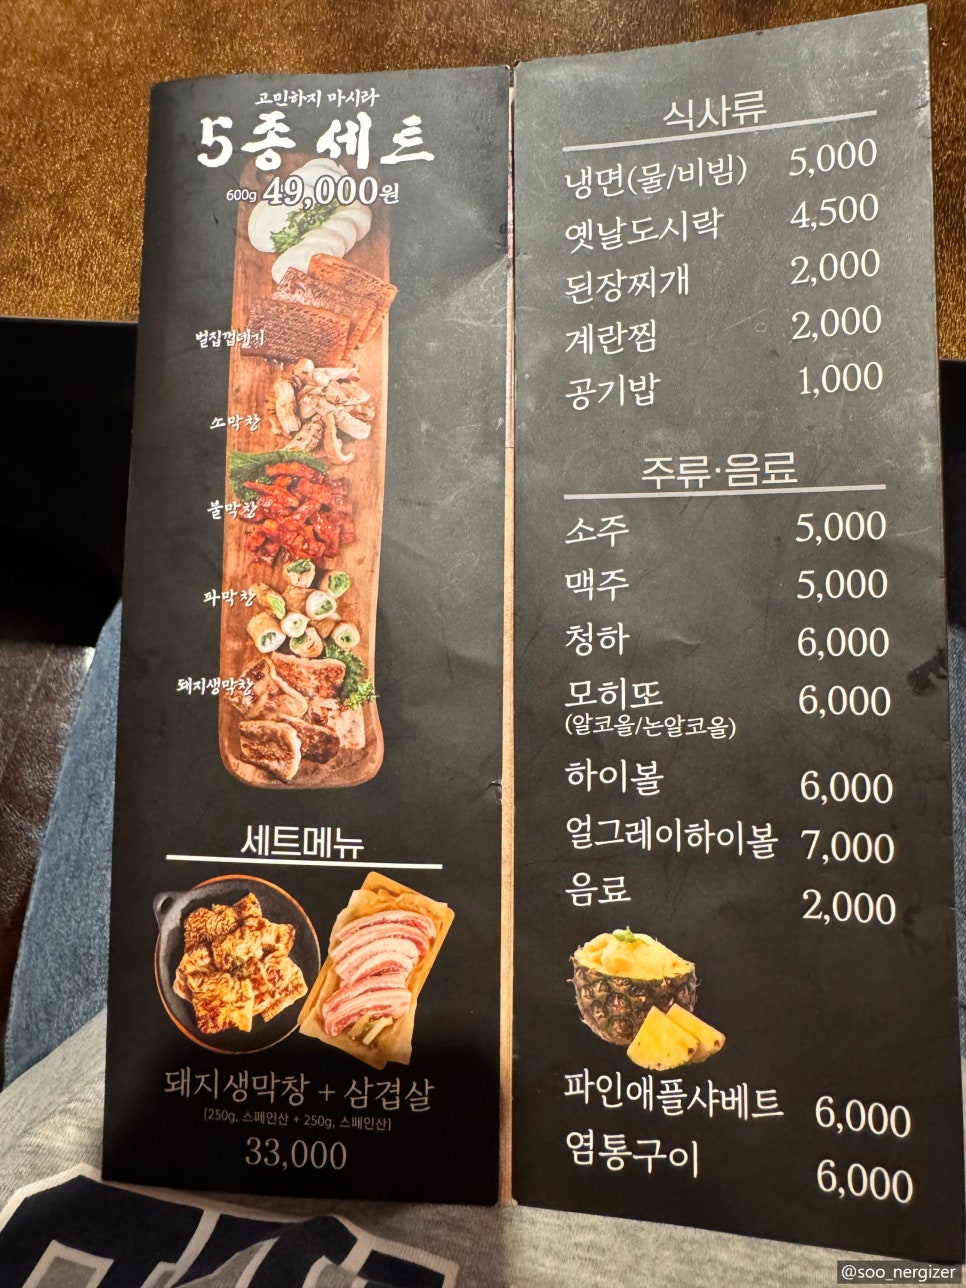 고민하지 마시라
5종 세트
600g 49,000원
벌집껍데기
소막창
불막창
파막창
돼지생막창
세트메뉴
돼지생막창 + 삼겹살
[250g, 스페인산 + 250g, 스페인산]
33,000
식사류
냉면(물/비빔) 5,000
옛날도시락 4,500
된장찌개 2,000
계란찜 2,000
공기밥 1,000
주류·음료
소주 5,000
맥주 5,000
청하 6,000
모히또 6,000
(알코올/논알코올)
하이볼 6,000
얼그레이하이볼 7,000
음료 2,000
파인애플샤베트 6,000
염통구이 6,000
@soo_nergizer